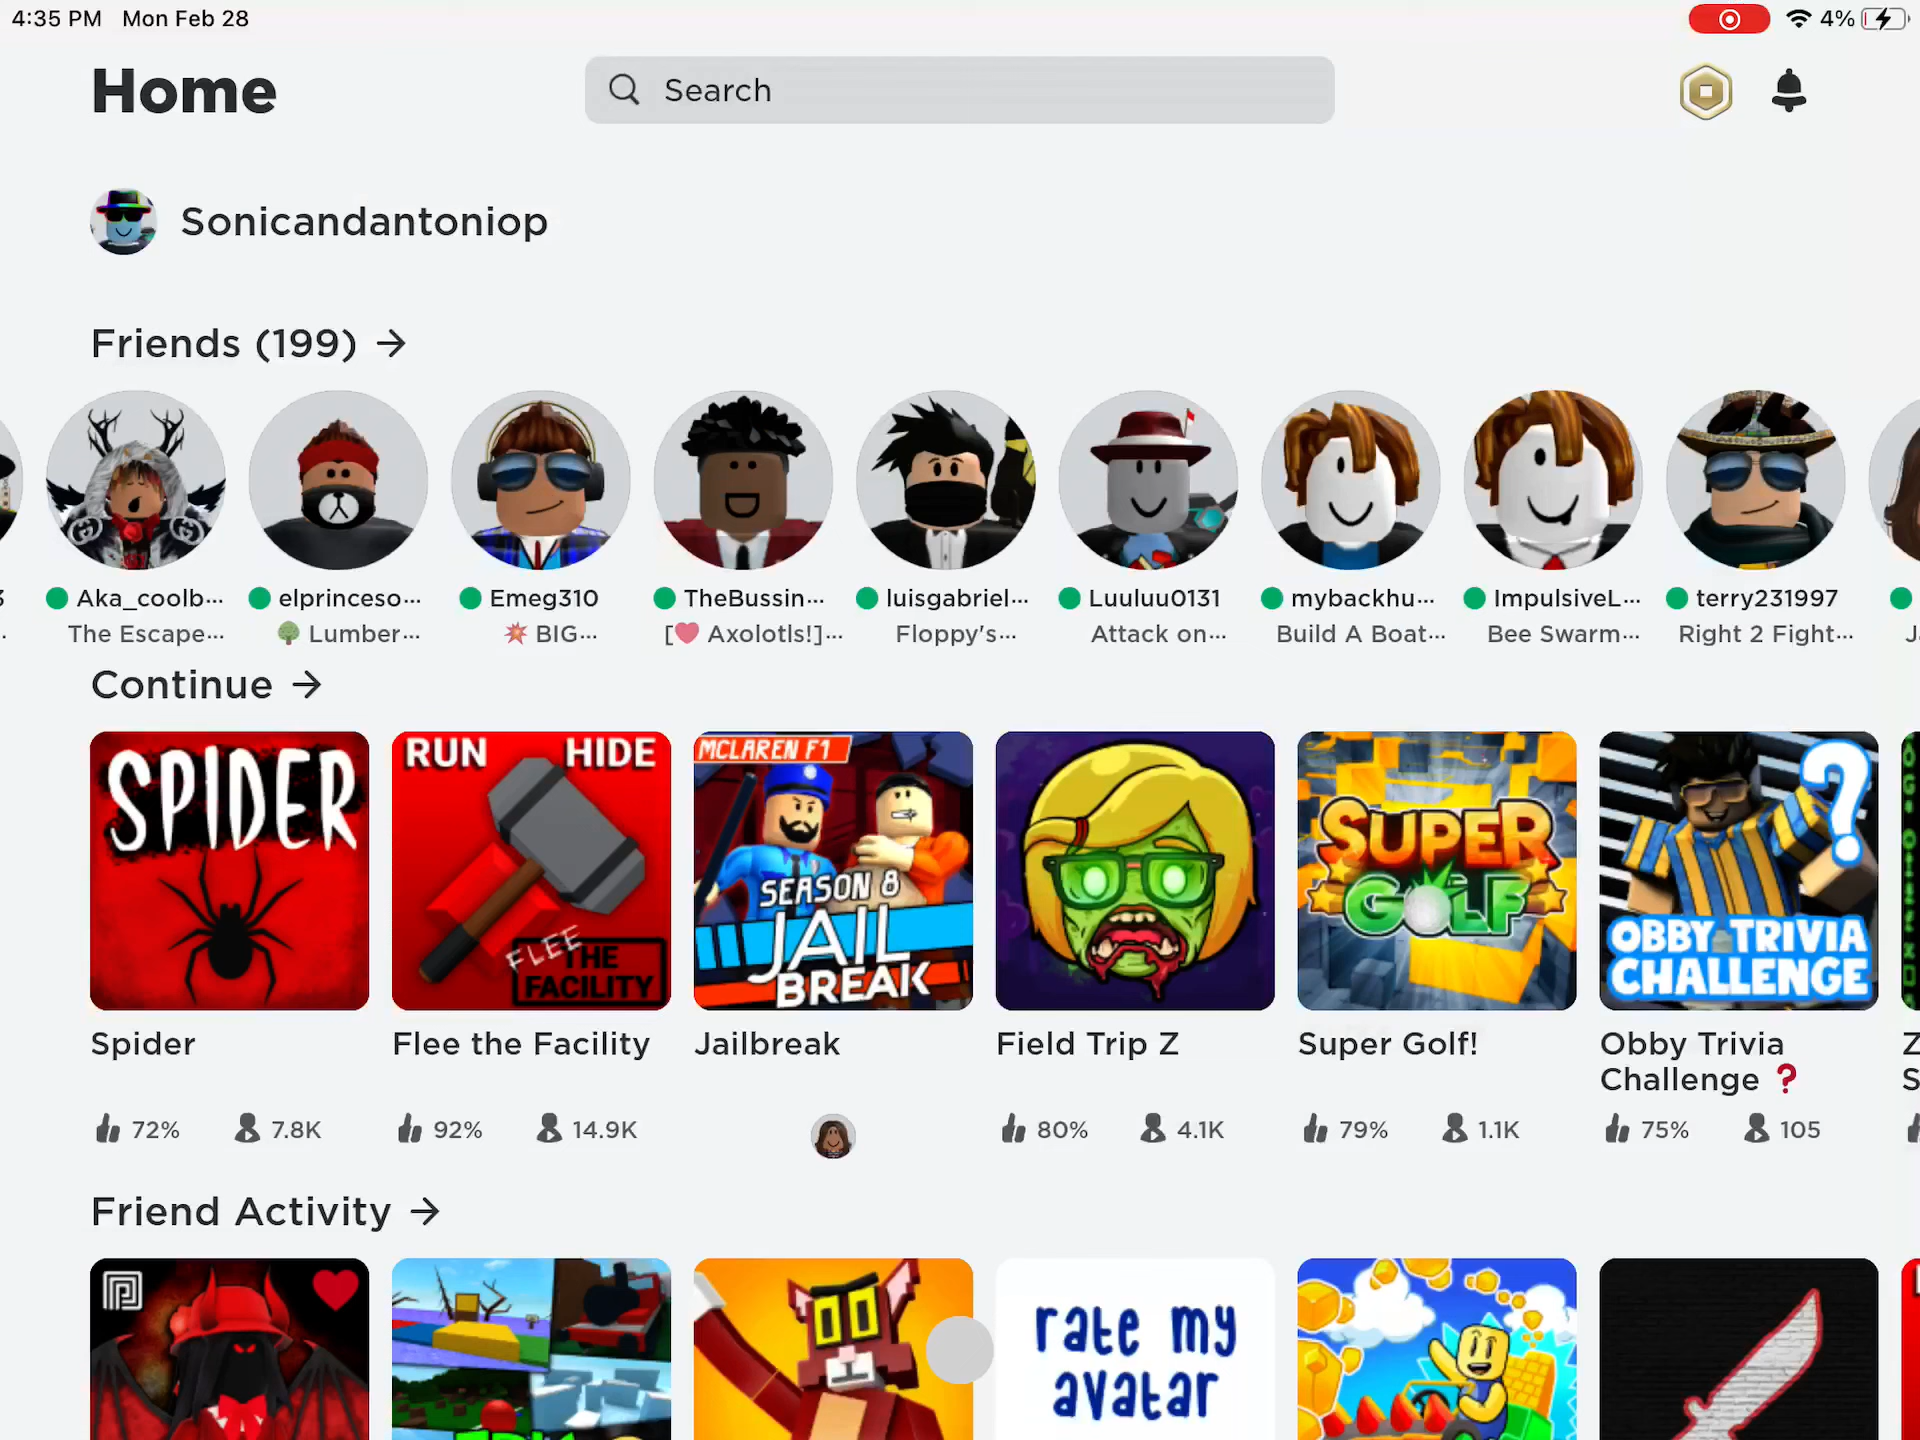 4:35 PM Mon Feb 28
4%
Home
Search
Sonicandantoniop
Friends (199) →
Aka_coolb...
elprinceso...
Emeg310
TheBussin...
luisgabriel...
Luuluu0131
mybackhu...
ImpulsiveL...
terry231997
The Escape...
🌳 Lumber...
💥 BIG...
[❤️ Axolotls!]...
Floppy's...
Attack on...
Build A Boat...
Bee Swarm...
Right 2 Fight...
Continue →
SPIDER
RUN HIDE
FLEE
THE
FACILITY
MCLAREN F1
SEASON 8
JAIL
BREAK
SUPER
GOLF
?
OBBY TRIVIA
CHALLENGE
Spider
Flee the Facility
Jailbreak
Field Trip Z
Super Golf!
Obby Trivia
Challenge ❓
72% 7.8K
92% 14.9K
80% 4.1K
79% 1.1K
75% 105
Friend Activity →
rate my
avatar